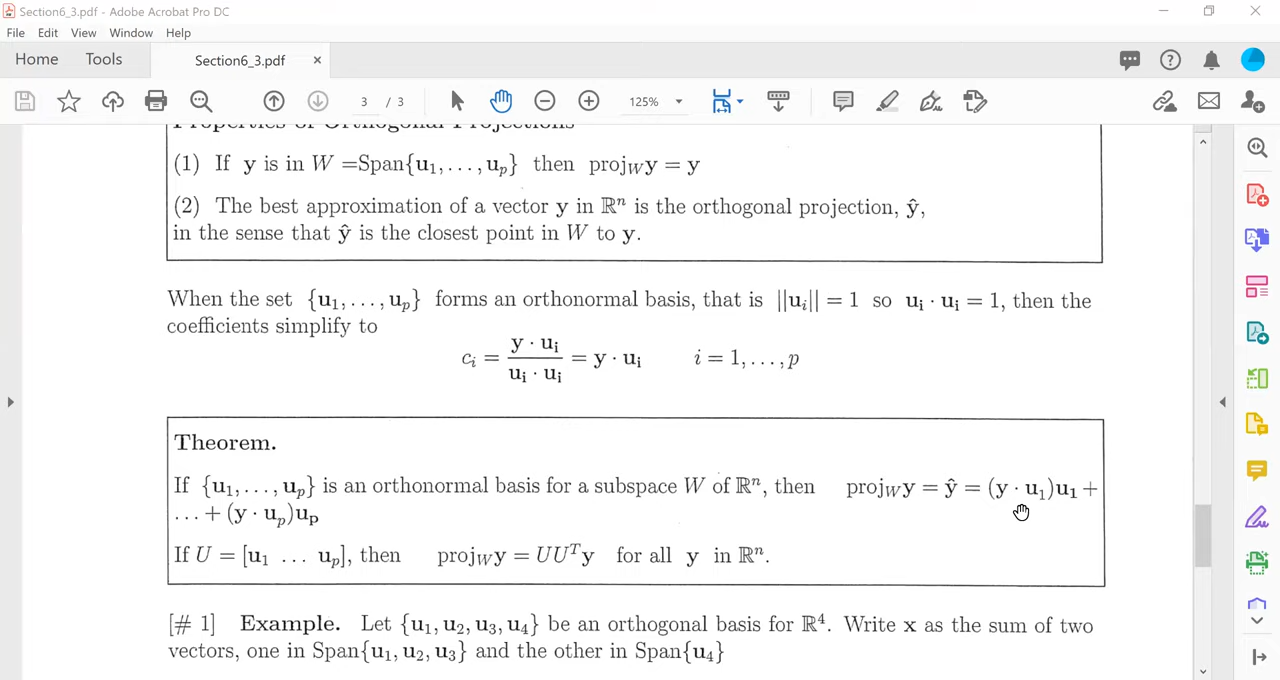 Section6_3.pdf - Adobe Acrobat Pro DC
File Edit View Window Help
Home Tools Section6_3.pdf ×
3 / 3 125%
Properties of Orthogonal Projections
(1) If y is in W =Span{u₁, . . . , uₚ} then proj_W y = y
(2) The best approximation of a vector y in ℝⁿ is the orthogonal projection, ŷ,
in the sense that ŷ is the closest point in W to y.
When the set {u₁, . . . , uₚ} forms an orthonormal basis, that is ||uᵢ|| = 1 so uᵢ · uᵢ = 1, then the
coefficients simplify to
cᵢ = (y · uᵢ)/(uᵢ · uᵢ) = y · uᵢ i = 1, . . . , p
Theorem.
If {u₁, . . . , uₚ} is an orthonormal basis for a subspace W of ℝⁿ, then proj_W y = ŷ = (y · u₁)u₁ +
. . . + (y · uₚ)uₚ
If U = [u₁ . . . uₚ], then proj_W y = UUᵀy for all y in ℝⁿ.
[# 1] Example. Let {u₁, u₂, u₃, u₄} be an orthogonal basis for ℝ⁴. Write x as the sum of two
vectors, one in Span{u₁, u₂, u₃} and the other in Span{u₄}